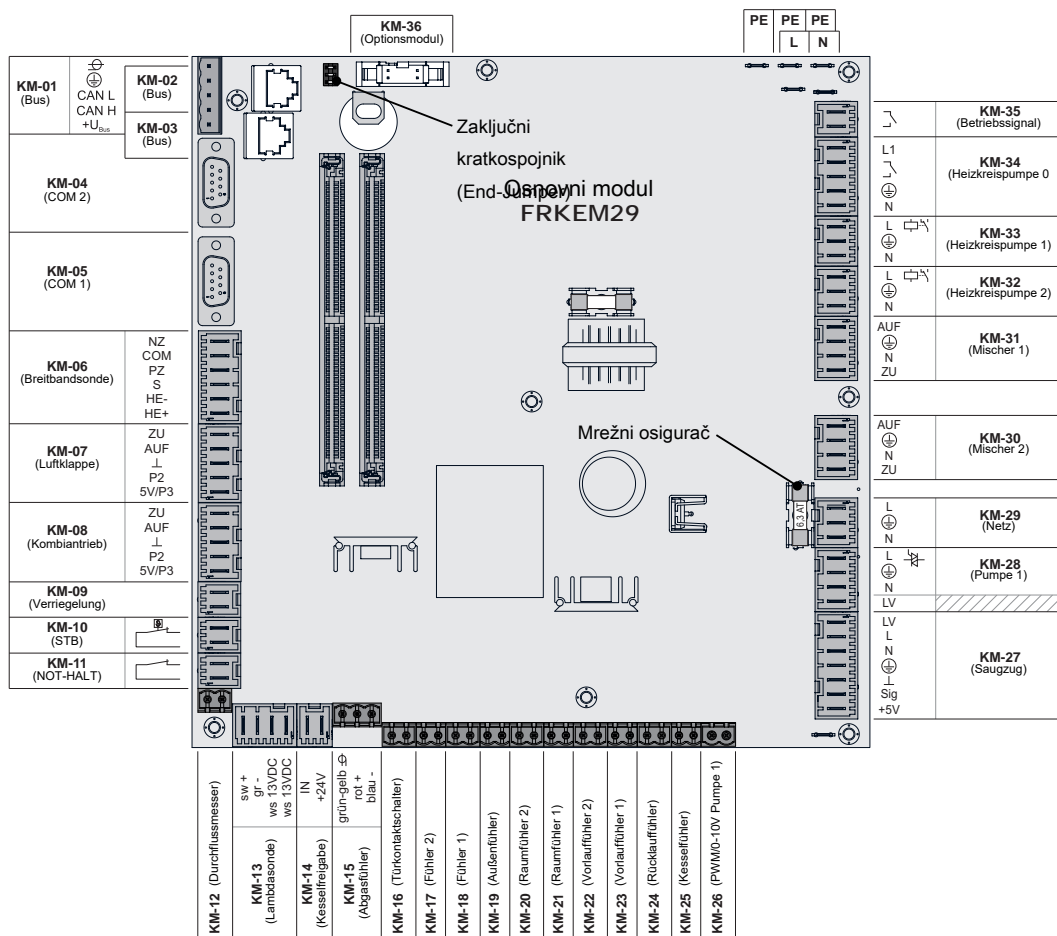 KM-36
(Optionsmodul)
PE PE PE
L N
KM-01
(Bus)
CAN L
CAN H
+U Bus
KM-02
(Bus)
KM-03
(Bus)
KM-04
(COM 2)
KM-05
(COM 1)
KM-06
(Breitbandsonde)
NZ
COM
PZ
S
HE-
HE+
KM-07
(Luftklappe)
ZU
AUF
⊥
P2
5V/P3
KM-08
(Kombiantrieb)
ZU
AUF
⊥
P2
5V/P3
KM-09
(Verriegelung)
KM-10
(STB)
KM-11
(NOT-HALT)
Zaključni
kratkospojnik
(End-Jumper)
Osnovni modul
FRKEM29
Mrežni osigurač
6,3 AT
KM-35
(Betriebssignal)
L1
N
KM-34
(Heizkreispumpe 0
L
N
KM-33
(Heizkreispumpe 1)
L
N
KM-32
(Heizkreispumpe 2)
AUF
N
ZU
KM-31
(Mischer 1)
AUF
N
ZU
KM-30
(Mischer 2)
L
N
KM-29
(Netz)
L
N
LV
KM-28
(Pumpe 1)
LV
L
N
⊥
Sig
+5V
KM-27
(Saugzug)
KM-12 (Durchflussmesser)
sw +
gr -
ws 13VDC
ws 13VDC
KM-13
(Lambdasonde)
IN
+24V
KM-14
(Kesselfreigabe)
grün-gelb
rot +
blau -
KM-15
(Abgasfühler)
KM-16 (Türkontaktschalter)
KM-17 (Fühler 2)
KM-18 (Fühler 1)
KM-19 (Außenfühler)
KM-20 (Raumfühler 2)
KM-21 (Raumfühler 1)
KM-22 (Vorlauffühler 2)
KM-23 (Vorlauffühler 1)
KM-24 (Rücklauffühler)
KM-25 (Kesselfühler)
KM-26 (PWM/0-10V Pumpe 1)